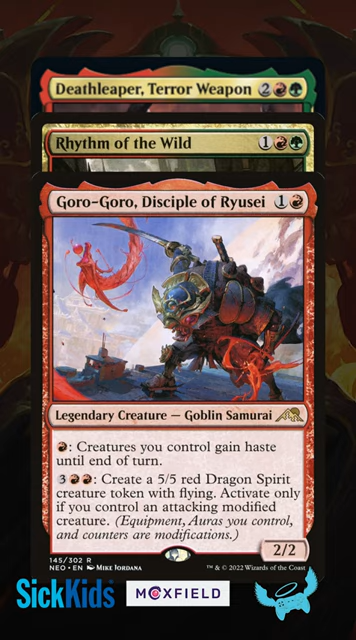 Deathleaper, Terror Weapon 2
Rhythm of the Wild 1
Goro-Goro, Disciple of Ryusei 1
Legendary Creature — Goblin Samurai
: Creatures you control gain haste
until end of turn.
3: Create a 5/5 red Dragon Spirit
creature token with flying. Activate only
if you control an attacking modified
creature. (Equipment, Auras you control,
and counters are modifications.)
2/2
145/302 R
NEO • EN Mike Jordana
™ & © 2022 Wizards of the Coast
SickKids MOXFIELD